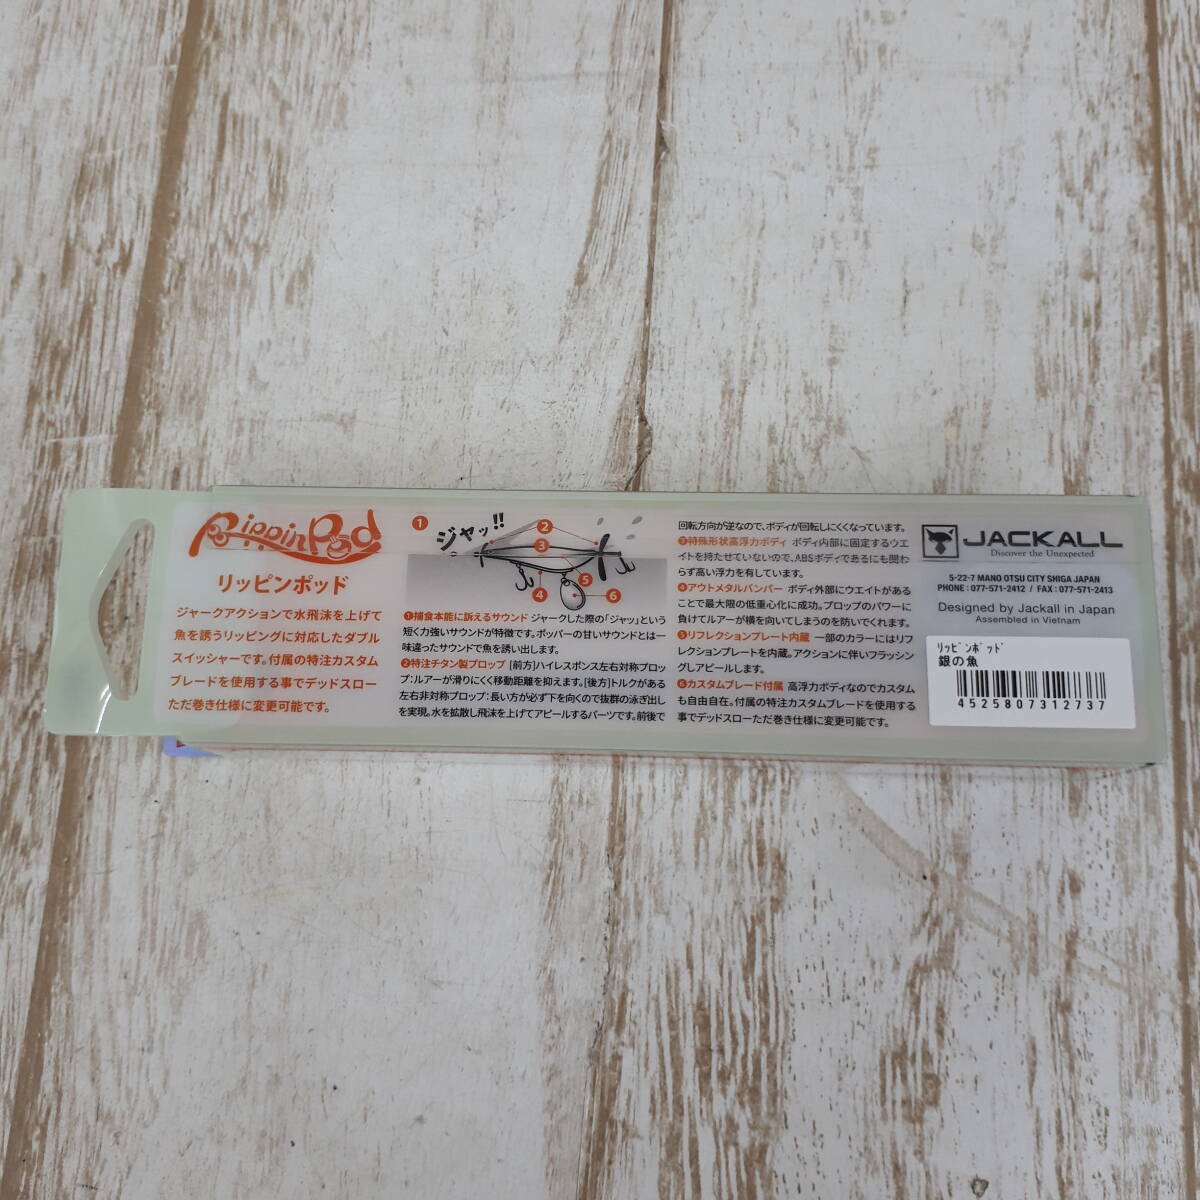 Rippin Pod
リッピンポッド
ジャークアクションで水飛沫を上げて
魚を誘うリッピングに対応したダブル
スイッシャーです。付属の特注カスタム
ブレードを使用する事でデッドスロー
ただ巻き仕様に変更可能です。
1
ジャッ!!
2
3
4
5
6
❶捕食本能に訴えるサウンド ジャークした際の「ジャッ」という
短く力強いサウンドが特徴です。ポッパーの甘いサウンドとは一
味違ったサウンドで魚を誘い出します。
❷特注チタン製プロップ [前方]ハイレスポンス左右対称プロッ
プ:ルアーが滑りにくく移動距離を抑えます。[後方]トルクがある
左右非対称プロップ:長い方が必ず下を向くので抜群の泳ぎ出し
を実現。水を拡散し飛沫を上げてアピールするパーツです。前後で
回転方向が逆なので、ボディが回転しにくくなっています。
❸特殊形状高浮力ボディ ボディ内部に固定するウエ
イトを持たせていないので、ABSボディであるにも関わ
らず高い浮力を有しています。
❹アウトメタルバンパー ボディ外部にウエイトがある
ことで最大限の低重心化に成功。プロップのパワーに
負けてルアーが横を向いてしまうのを防いでくれます。
❺リフレクションプレート内蔵 一部のカラーにはリフ
レクションプレートを内蔵。アクションに伴いフラッシン
グしアピールします。
❻カスタムブレード付属 高浮力ボディなのでカスタム
も自由自在。付属の特注カスタムブレードを使用する
事でデッドスローただ巻き仕様に変更可能です。
JACKALL
Discover the Unexpected
5-22-7 MANO OTSU CITY SHIGA JAPAN
PHONE : 077-571-2412 / FAX : 077-571-2413
Designed by Jackall in Japan
Assembled in Vietnam
ﾘｯﾋﾟﾝﾎﾟｯﾄﾞ
銀の魚
4525807312737